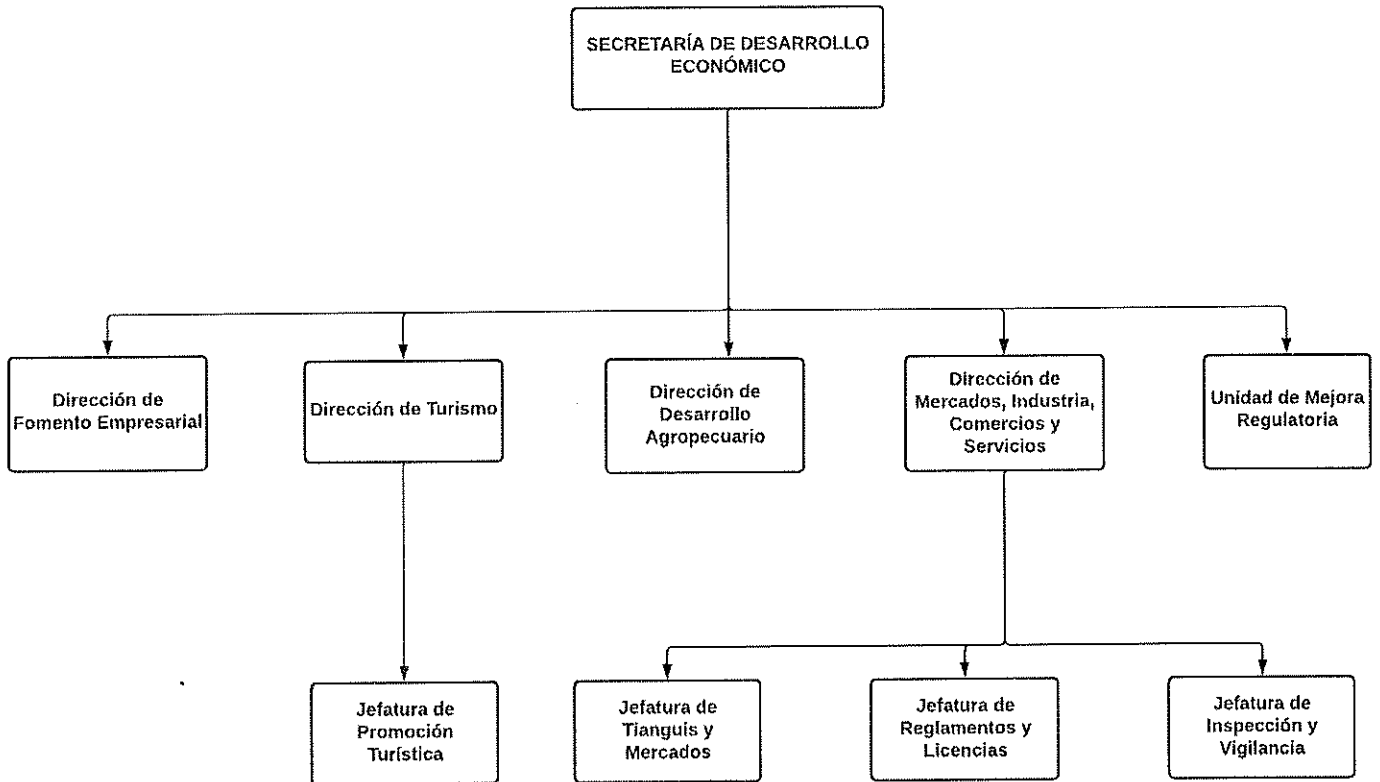 SECRETARÍA DE DESARROLLO
ECONÓMICO
Dirección de
Fomento Empresarial
Dirección de Turismo
Dirección de
Desarrollo
Agropecuario
Dirección de
Mercados, Industria,
Comercios y
Servicios
Unidad de Mejora
Regulatoria
Jefatura de
Promoción
Turística
Jefatura de
Tianguis y
Mercados
Jefatura de
Reglamentos y
Licencias
Jefatura de
Inspección y
Vigilancia